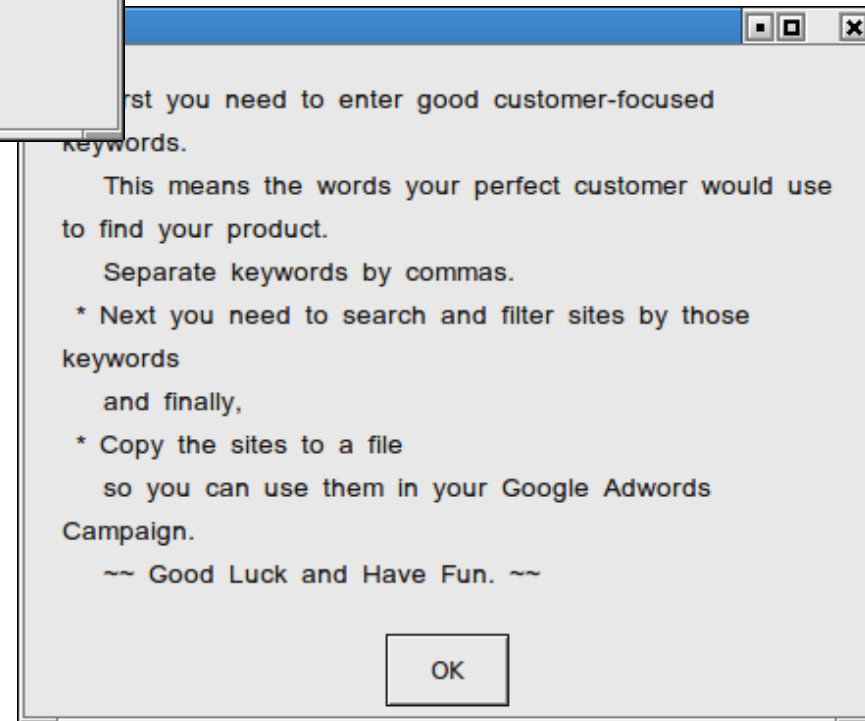 rst you need to enter good customer-focused
keywords.
This means the words your perfect customer would use
to find your product.
Separate keywords by commas.
* Next you need to search and filter sites by those
keywords
and finally,
* Copy the sites to a file
so you can use them in your Google Adwords
Campaign.
~~ Good Luck and Have Fun. ~~
OK